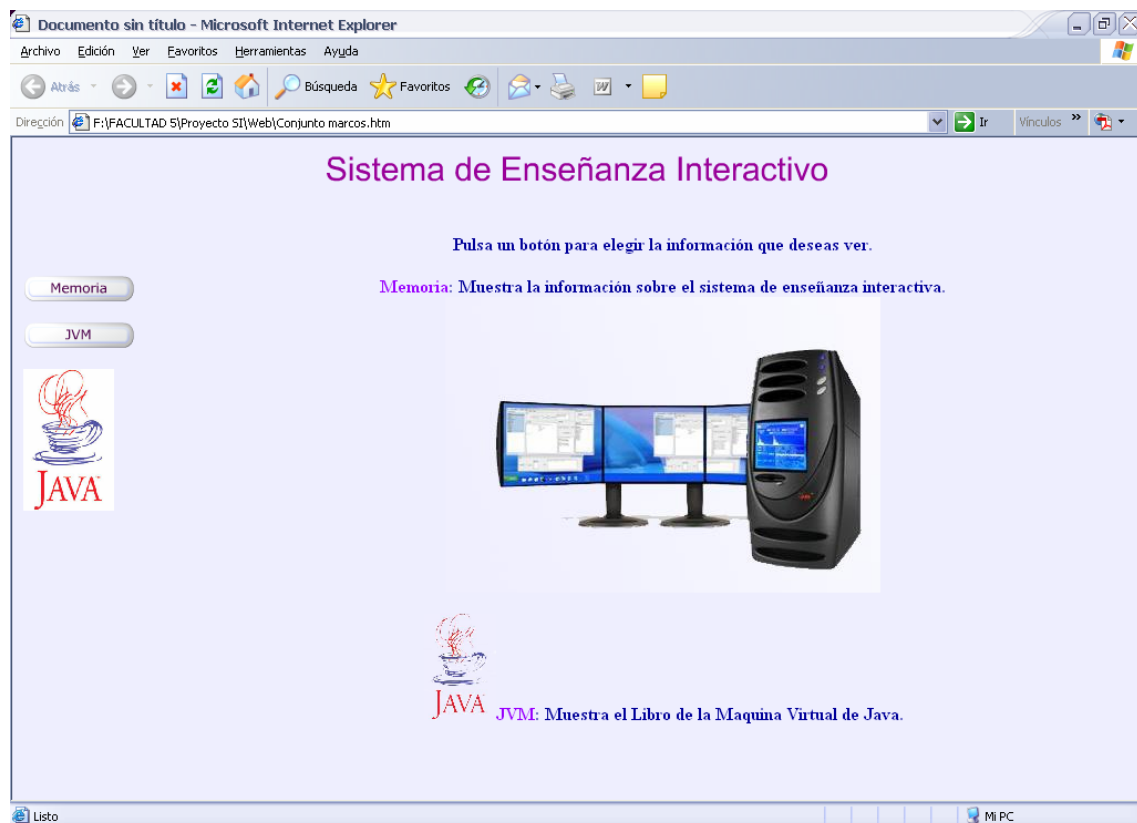 Documento sin título - Microsoft Internet Explorer
Archivo Edición Ver Favoritos Herramientas Ayuda
Atrás Búsqueda Favoritos
Dirección F:\FACULTAD 5\Proyecto SI\Web\Conjunto marcos.htm Ir Vínculos »
Sistema de Enseñanza Interactivo
Pulsa un botón para elegir la información que deseas ver.
Memoria
Memoria: Muestra la información sobre el sistema de enseñanza interactiva.
JVM
JAVA
JAVA
JVM: Muestra el Libro de la Maquina Virtual de Java.
Listo Mi PC